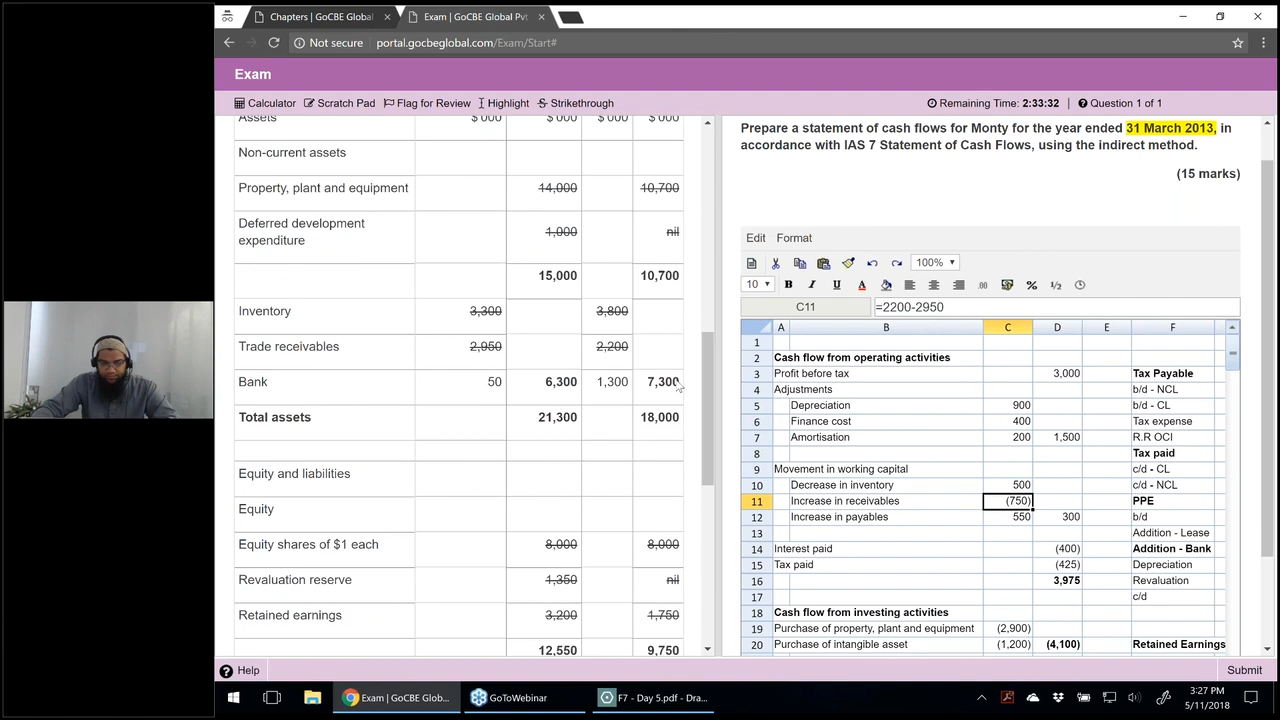 Chapters | GoCBE Global
Exam | GoCBE Global Pvt
Not secure portal.gocbeglobal.com/Exam/Start#
Exam
Calculator Scratch Pad Flag for Review Highlight Strikethrough Remaining Time: 2:33:32 Question 1 of 1
Assets $'000 $'000 $'000 $'000
Non-current assets
Property, plant and equipment 14,000 10,700
Deferred development expenditure 1,000 nil
15,000 10,700
Inventory 3,300 3,800
Trade receivables 2,950 2,200
Bank 50 6,300 1,300 7,300
Total assets 21,300 18,000
Equity and liabilities
Equity
Equity shares of $1 each 8,000 8,000
Revaluation reserve 1,350 nil
Retained earnings 3,200 1,750
12,550 9,750
Prepare a statement of cash flows for Monty for the year ended 31 March 2013, in
accordance with IAS 7 Statement of Cash Flows, using the indirect method.
(15 marks)
Edit Format
100%
10 B I U A .00 % ½
C11 =2200-2950
A B C D E F
1
2 Cash flow from operating activities
3 Profit before tax 3,000 Tax Payable
4 Adjustments b/d - NCL
5 Depreciation 900 b/d - CL
6 Finance cost 400 Tax expense
7 Amortisation 200 1,500 R.R OCI
8 Tax paid
9 Movement in working capital c/d - CL
10 Decrease in inventory 500 c/d - NCL
11 Increase in receivables (750) PPE
12 Increase in payables 550 300 b/d
13 Addition - Lease
14 Interest paid (400) Addition - Bank
15 Tax paid (425) Depreciation
16 3,975 Revaluation
17 c/d
18 Cash flow from investing activities
19 Purchase of property, plant and equipment (2,900)
20 Purchase of intangible asset (1,200) (4,100) Retained Earnings
Help Submit
Exam | GoCBE Glob... GoToWebinar F7 - Day 5.pdf - Dra... 3:27 PM
5/11/2018